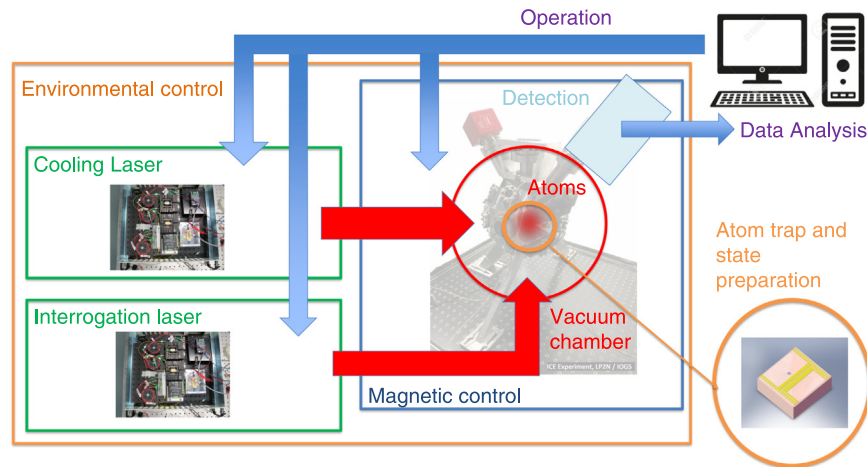 Operation
Environmental control
Detection
Data Analysis
Cooling Laser
Atoms
Atom trap and
state
preparation
Interrogation laser
Vacuum
chamber
ICE Experiment, LP2N / IOGS
Magnetic control